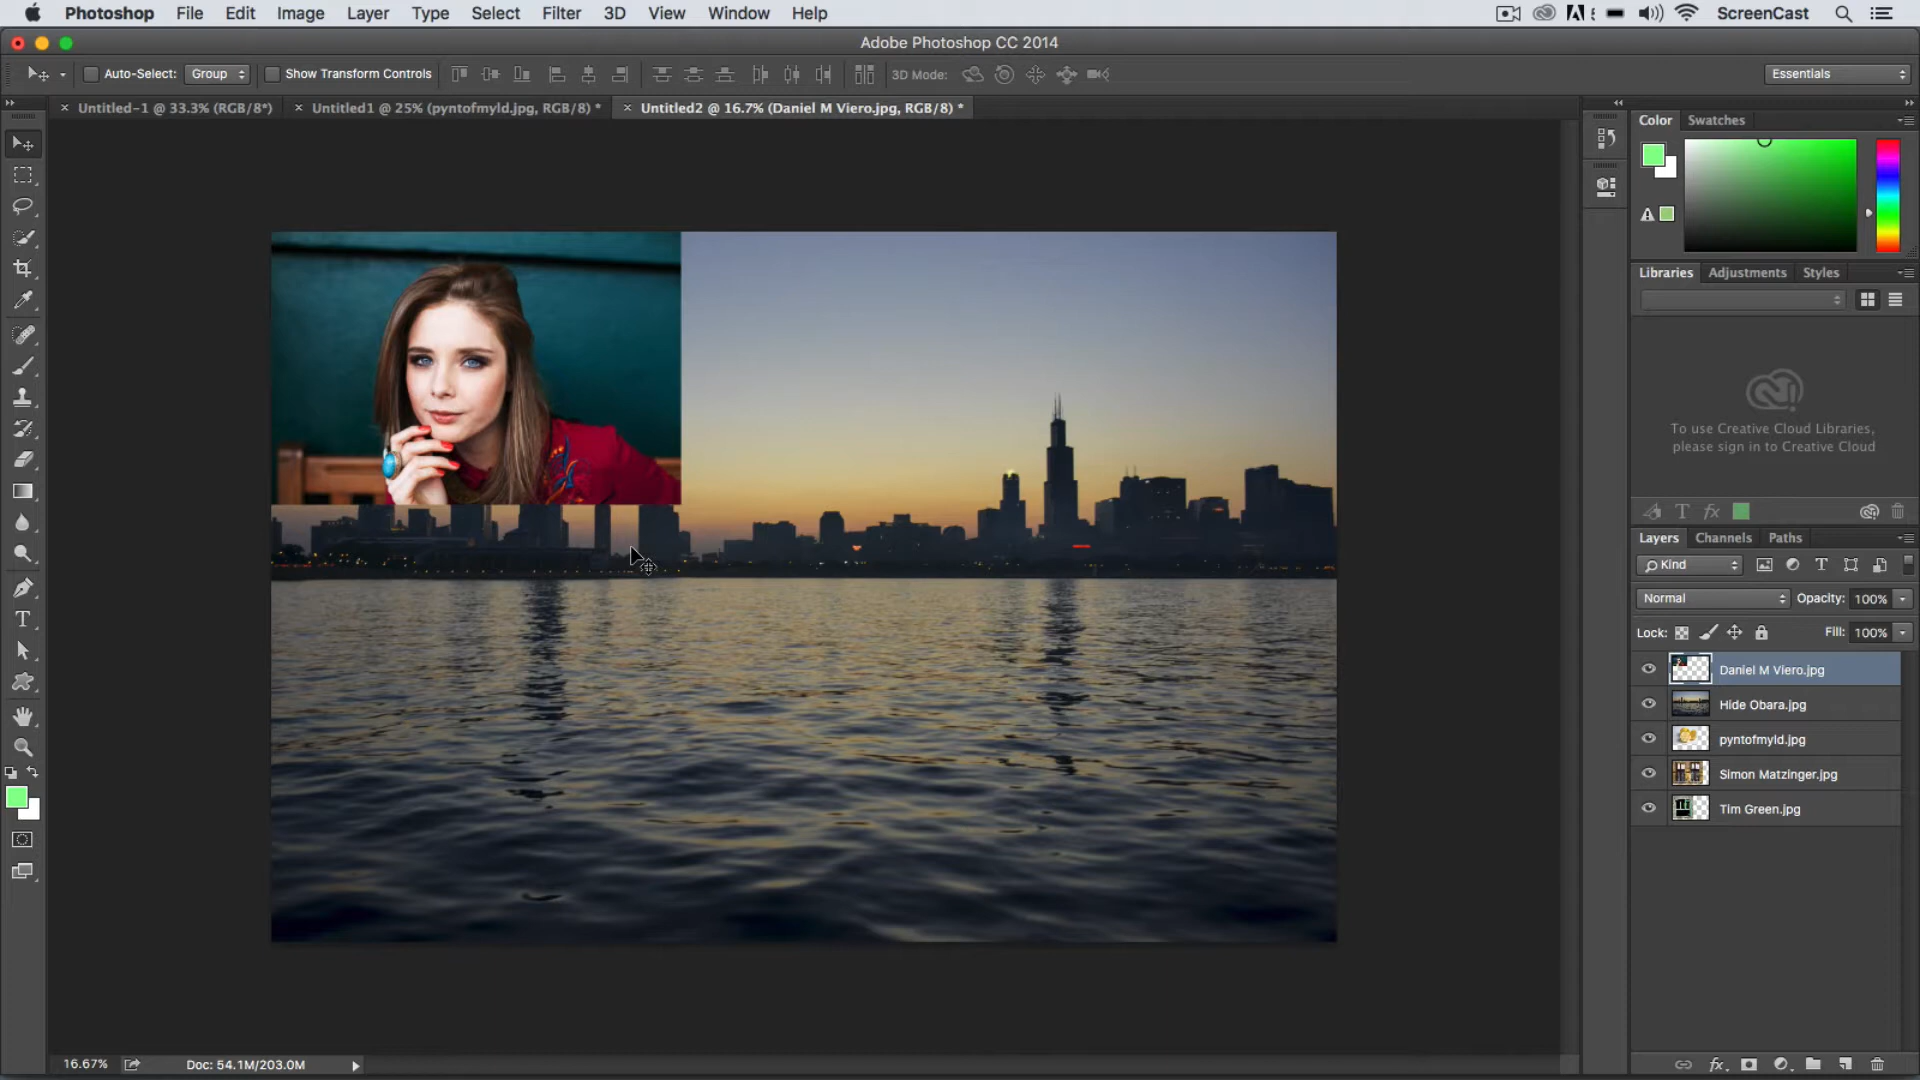 Photoshop File Edit Image Layer Type Select Filter 3D View Window Help ScreenCast
Adobe Photoshop CC 2014
Auto-Select: Group Show Transform Controls 3D Mode: Essentials
Untitled-1 @ 33.3% (RGB/8*) Untitled1 @ 25% (pyntofmyld.jpg, RGB/8) * Untitled2 @ 16.7% (Daniel M Viero.jpg, RGB/8) *
Color Swatches
Libraries Adjustments Styles
To use Creative Cloud Libraries,
please sign in to Creative Cloud
Layers Channels Paths
Kind
Normal Opacity: 100%
Lock: Fill: 100%
Daniel M Viero.jpg
Hide Obara.jpg
pyntofmyld.jpg
Simon Matzinger.jpg
Tim Green.jpg
16.67% Doc: 54.1M/203.0M